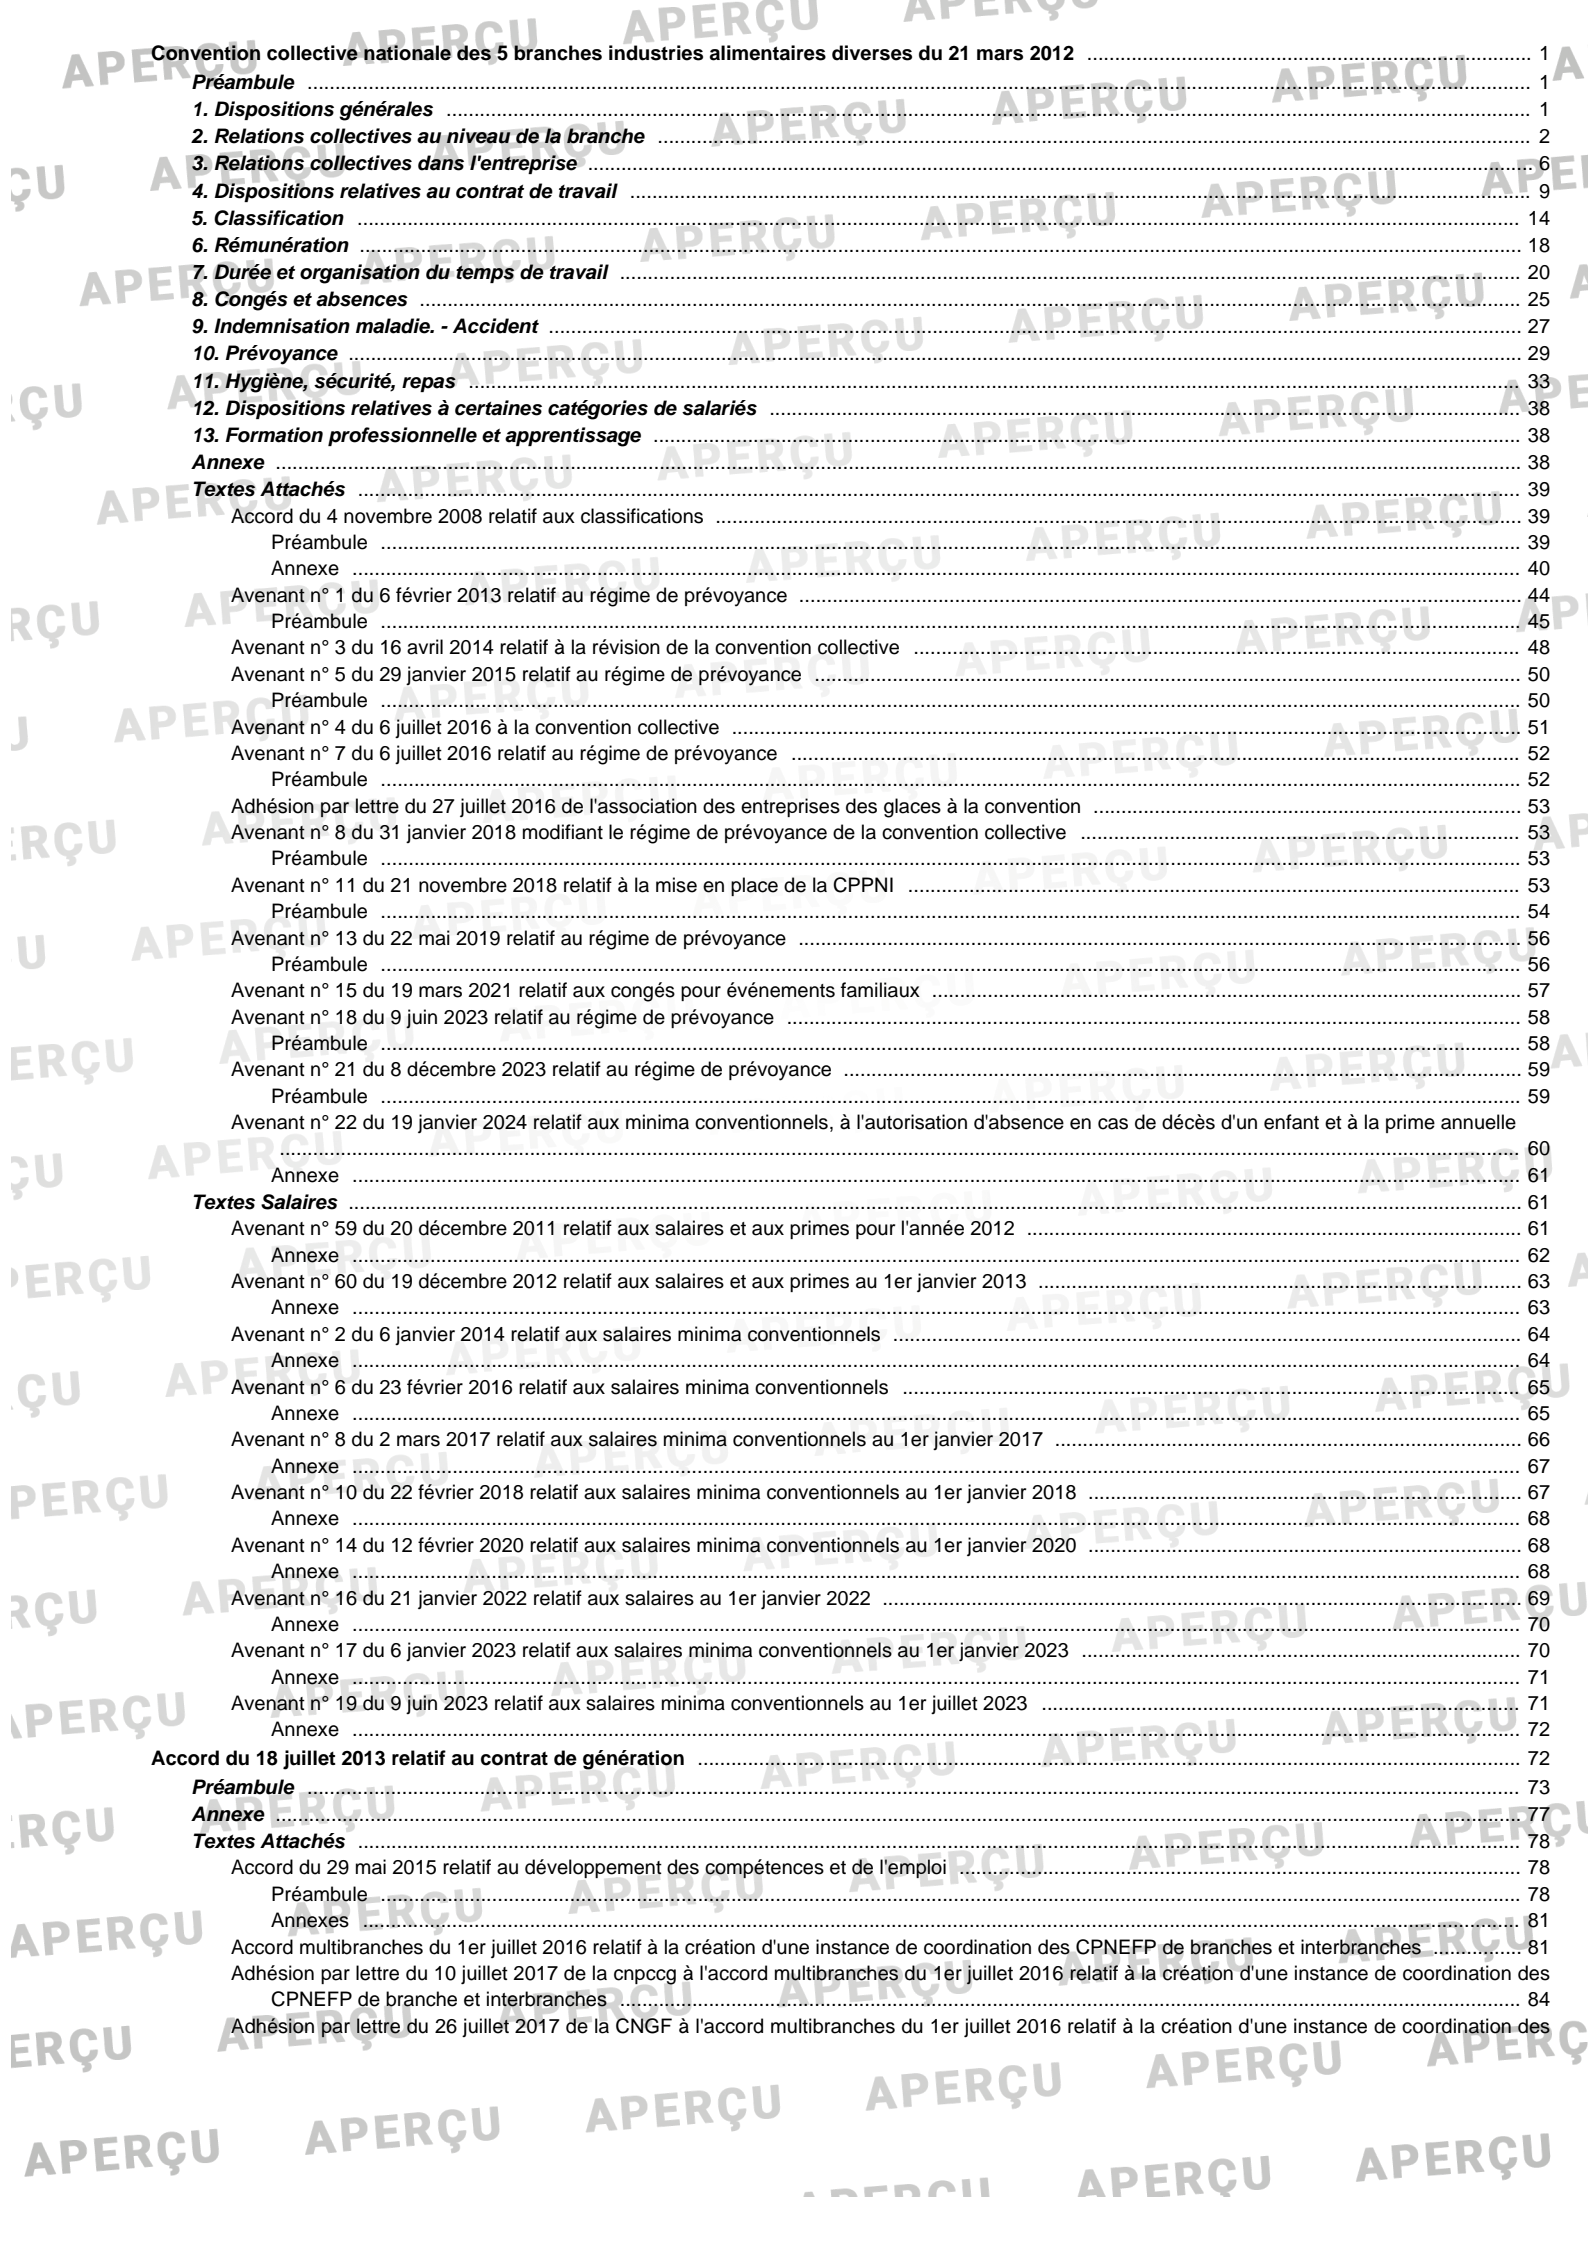 Convention collective nationale des 5 branches industries alimentaires diverses du 21 mars 2012 ... 1
Préambule ... 1
1. Dispositions générales ... 1
2. Relations collectives au niveau de la branche ... 2
3. Relations collectives dans l'entreprise ... 6
4. Dispositions relatives au contrat de travail ... 9
5. Classification ... 14
6. Rémunération ... 18
7. Durée et organisation du temps de travail ... 20
8. Congés et absences ... 25
9. Indemnisation maladie. - Accident ... 27
10. Prévoyance ... 29
11. Hygiène, sécurité, repas ... 33
12. Dispositions relatives à certaines catégories de salariés ... 38
13. Formation professionnelle et apprentissage ... 38
Annexe ... 38
Textes Attachés ... 39
Accord du 4 novembre 2008 relatif aux classifications ... 39
Préambule ... 39
Annexe ... 40
Avenant n° 1 du 6 février 2013 relatif au régime de prévoyance ... 44
Préambule ... 45
Avenant n° 3 du 16 avril 2014 relatif à la révision de la convention collective ... 48
Avenant n° 5 du 29 janvier 2015 relatif au régime de prévoyance ... 50
Préambule ... 50
Avenant n° 4 du 6 juillet 2016 à la convention collective ... 51
Avenant n° 7 du 6 juillet 2016 relatif au régime de prévoyance ... 52
Préambule ... 52
Adhésion par lettre du 27 juillet 2016 de l'association des entreprises des glaces à la convention ... 53
Avenant n° 8 du 31 janvier 2018 modifiant le régime de prévoyance de la convention collective ... 53
Préambule ... 53
Avenant n° 11 du 21 novembre 2018 relatif à la mise en place de la CPPNI ... 53
Préambule ... 54
Avenant n° 13 du 22 mai 2019 relatif au régime de prévoyance ... 56
Préambule ... 56
Avenant n° 15 du 19 mars 2021 relatif aux congés pour événements familiaux ... 57
Avenant n° 18 du 9 juin 2023 relatif au régime de prévoyance ... 58
Préambule ... 58
Avenant n° 21 du 8 décembre 2023 relatif au régime de prévoyance ... 59
Préambule ... 59
Avenant n° 22 du 19 janvier 2024 relatif aux minima conventionnels, à l'autorisation d'absence en cas de décès d'un enfant et à la prime annuelle
... 60
Annexe ... 61
Textes Salaires ... 61
Avenant n° 59 du 20 décembre 2011 relatif aux salaires et aux primes pour l'année 2012 ... 61
Annexe ... 62
Avenant n° 60 du 19 décembre 2012 relatif aux salaires et aux primes au 1er janvier 2013 ... 63
Annexe ... 63
Avenant n° 2 du 6 janvier 2014 relatif aux salaires minima conventionnels ... 64
Annexe ... 64
Avenant n° 6 du 23 février 2016 relatif aux salaires minima conventionnels ... 65
Annexe ... 65
Avenant n° 8 du 2 mars 2017 relatif aux salaires minima conventionnels au 1er janvier 2017 ... 66
Annexe ... 67
Avenant n° 10 du 22 février 2018 relatif aux salaires minima conventionnels au 1er janvier 2018 ... 67
Annexe ... 68
Avenant n° 14 du 12 février 2020 relatif aux salaires minima conventionnels au 1er janvier 2020 ... 68
Annexe ... 68
Avenant n° 16 du 21 janvier 2022 relatif aux salaires au 1er janvier 2022 ... 69
Annexe ... 70
Avenant n° 17 du 6 janvier 2023 relatif aux salaires minima conventionnels au 1er janvier 2023 ... 70
Annexe ... 71
Avenant n° 19 du 9 juin 2023 relatif aux salaires minima conventionnels au 1er juillet 2023 ... 71
Annexe ... 72
Accord du 18 juillet 2013 relatif au contrat de génération ... 72
Préambule ... 73
Annexe ... 77
Textes Attachés ... 78
Accord du 29 mai 2015 relatif au développement des compétences et de l'emploi ... 78
Préambule ... 78
Annexes ... 81
Accord multibranches du 1er juillet 2016 relatif à la création d'une instance de coordination des CPNEFP de branches et interbranches ... 81
Adhésion par lettre du 10 juillet 2017 de la cnpccg à l'accord multibranches du 1er juillet 2016 relatif à la création d'une instance de coordination des
CPNEFP de branche et interbranches ... 84
Adhésion par lettre du 26 juillet 2017 de la CNGF à l'accord multibranches du 1er juillet 2016 relatif à la création d'une instance de coordination des
APERÇU